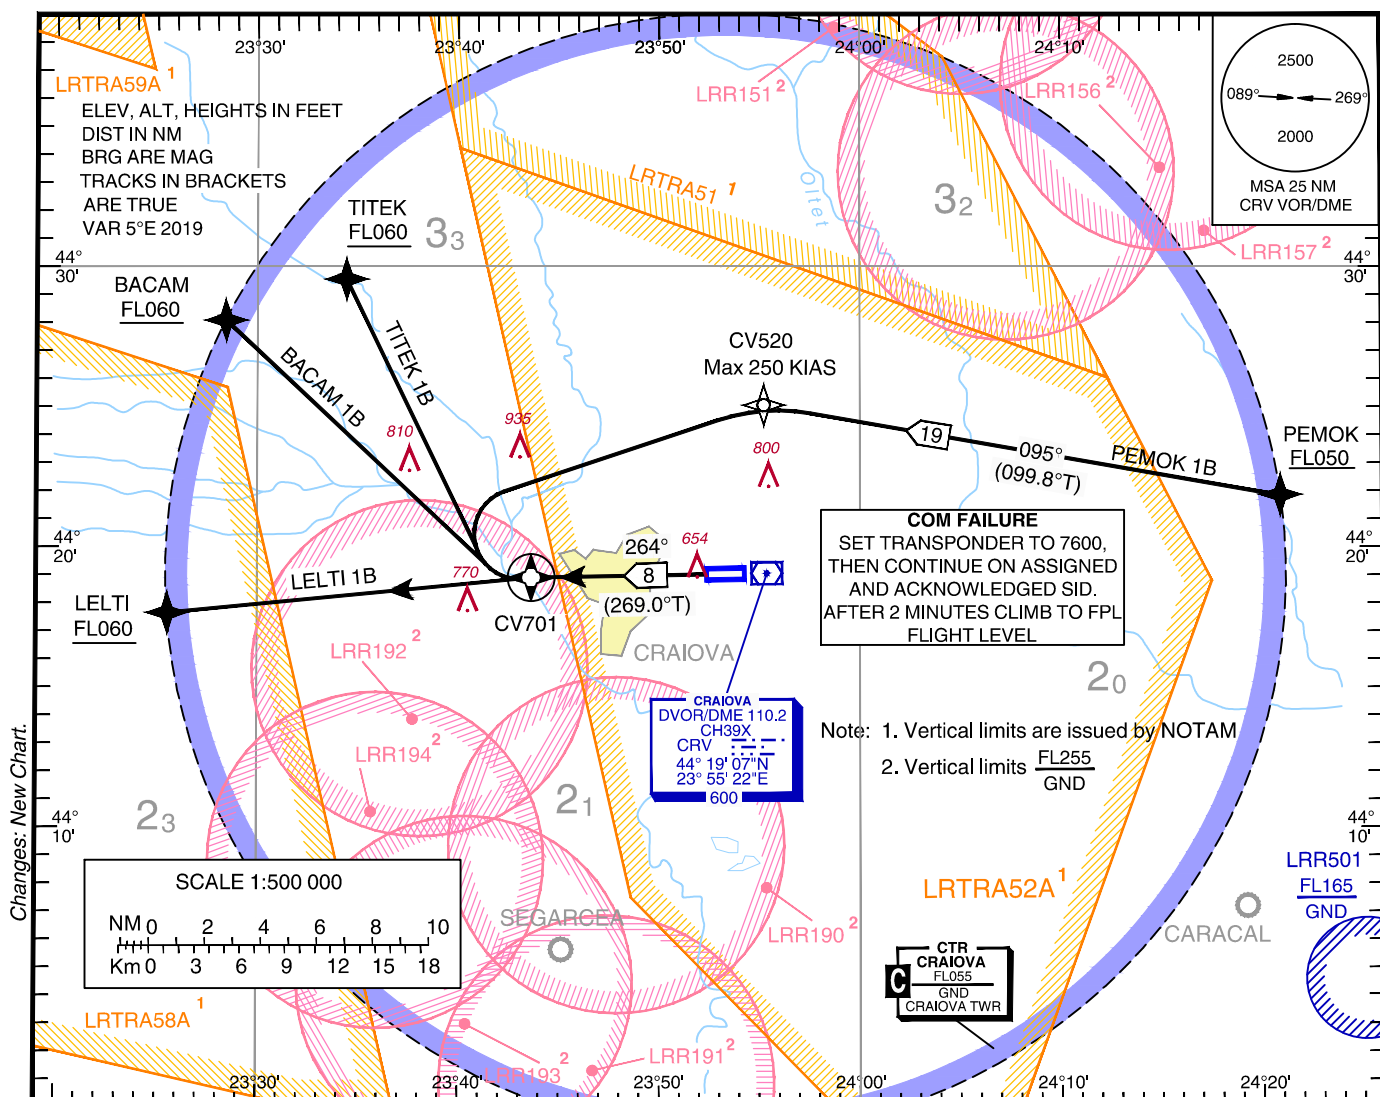 23°30'
23°40'
23°50'
24°00'
24°10'
LRTRA59A 1
ELEV, ALT, HEIGHTS IN FEET
DIST IN NM
BRG ARE MAG
TRACKS IN BRACKETS
ARE TRUE
VAR 5°E 2019
LRR151 2
LRR156 2
2500
089°
269°
2000
MSA 25 NM
CRV VOR/DME
LRTRA51 1
Oltet
32
33
TITEK
FL060
LRR157 2
44°
30'
44°
30'
BACAM
FL060
TITEK 1B
BACAM 1B
CV520
Max 250 KIAS
810
935
800
19
095°
(099.8°T)
PEMOK 1B
PEMOK
FL050
COM FAILURE
SET TRANSPONDER TO 7600,
THEN CONTINUE ON ASSIGNED
AND ACKNOWLEDGED SID.
AFTER 2 MINUTES CLIMB TO FPL
FLIGHT LEVEL
44°
20'
44°
20'
264°
654
8
(269.0°T)
LELTI 1B
770
LELTI
FL060
CV701
CRAIOVA
LRR192 2
20
CRAIOVA
DVOR/DME 110.2
CH39X
CRV
44° 19' 07"N
23° 55' 22"E
600
Note: 1. Vertical limits are issued by NOTAM
2. Vertical limits FL255
GND
LRR194 2
23
21
44°
10'
44°
10'
Changes: New Chart.
SCALE 1:500 000
NM 0 2 4 6 8 10
Km 0 3 6 9 12 15 18
SEGARCEA
LRR190 2
LRTRA52A 1
LRR501
FL165
GND
CARACAL
CTR
CRAIOVA
FL055
GND
CRAIOVA TWR
C
LRTRA58A 1
LRR193 2
LRR191 2
23°30'
23°40'
23°50'
24°00'
24°10'
24°20'